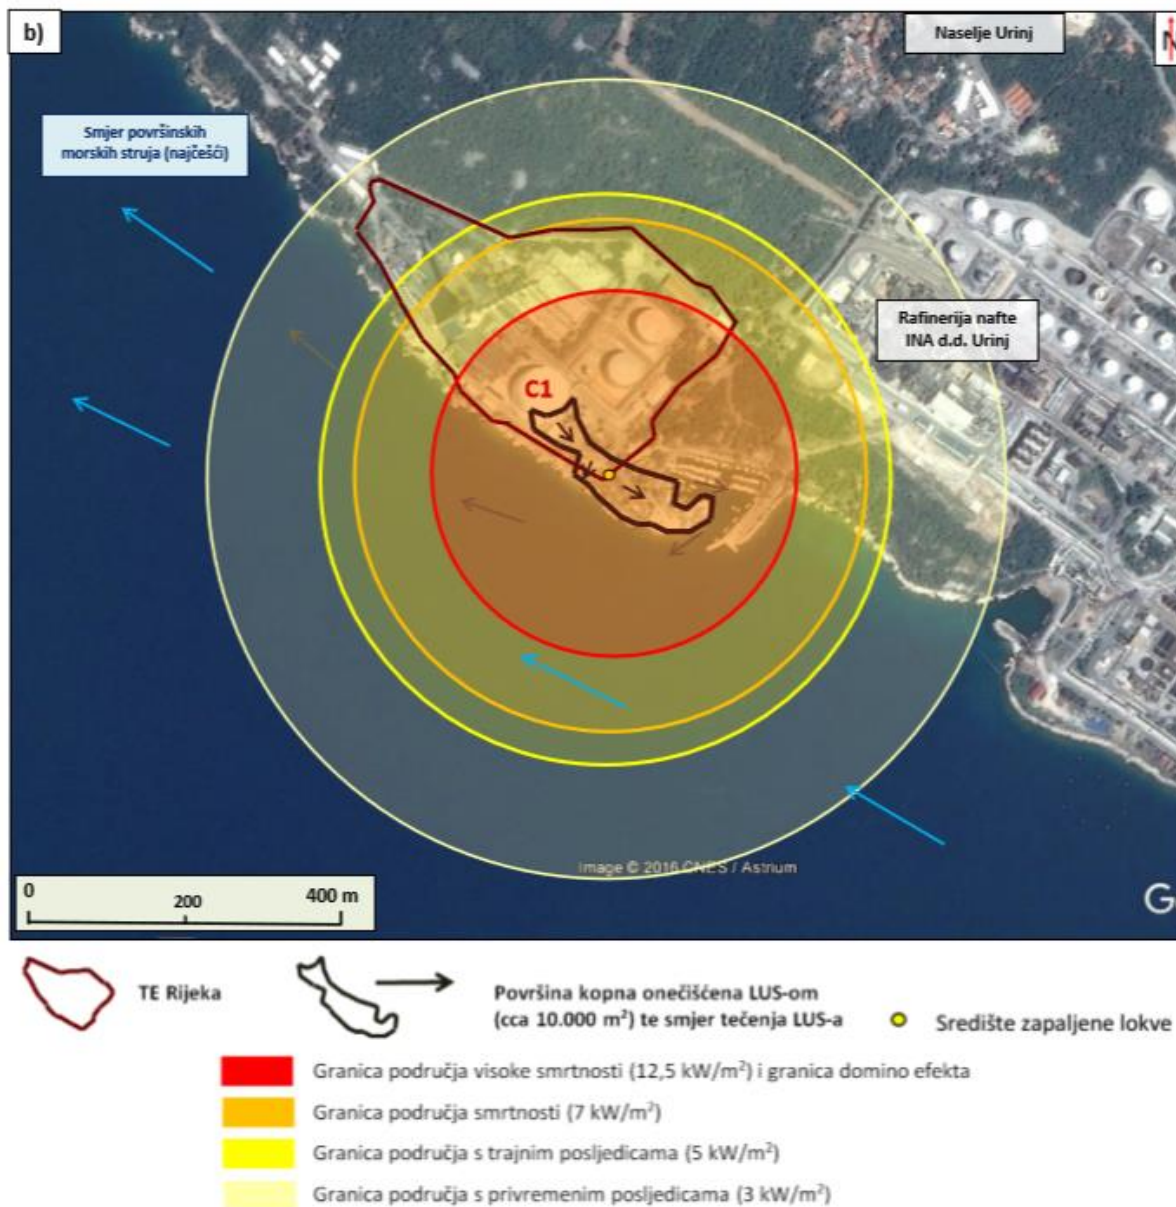 b)
Naselje Urinj
N
Smjer površinskih
morskih struja (najčešći)
Rafinerija nafte
INA d.d. Urinj
C1
Image © 2016 CNES / Astrium
G
0
200
400 m
TE Rijeka
Površina kopna onečišćena LUS-om
(cca 10.000 m²) te smjer tečenja LUS-a
Središte zapaljene lokve
Granica područja visoke smrtnosti (12,5 kW/m²) i granica domino efekta
Granica područja smrtnosti (7 kW/m²)
Granica područja s trajnim posljedicama (5 kW/m²)
Granica područja s privremenim posljedicama (3 kW/m²)